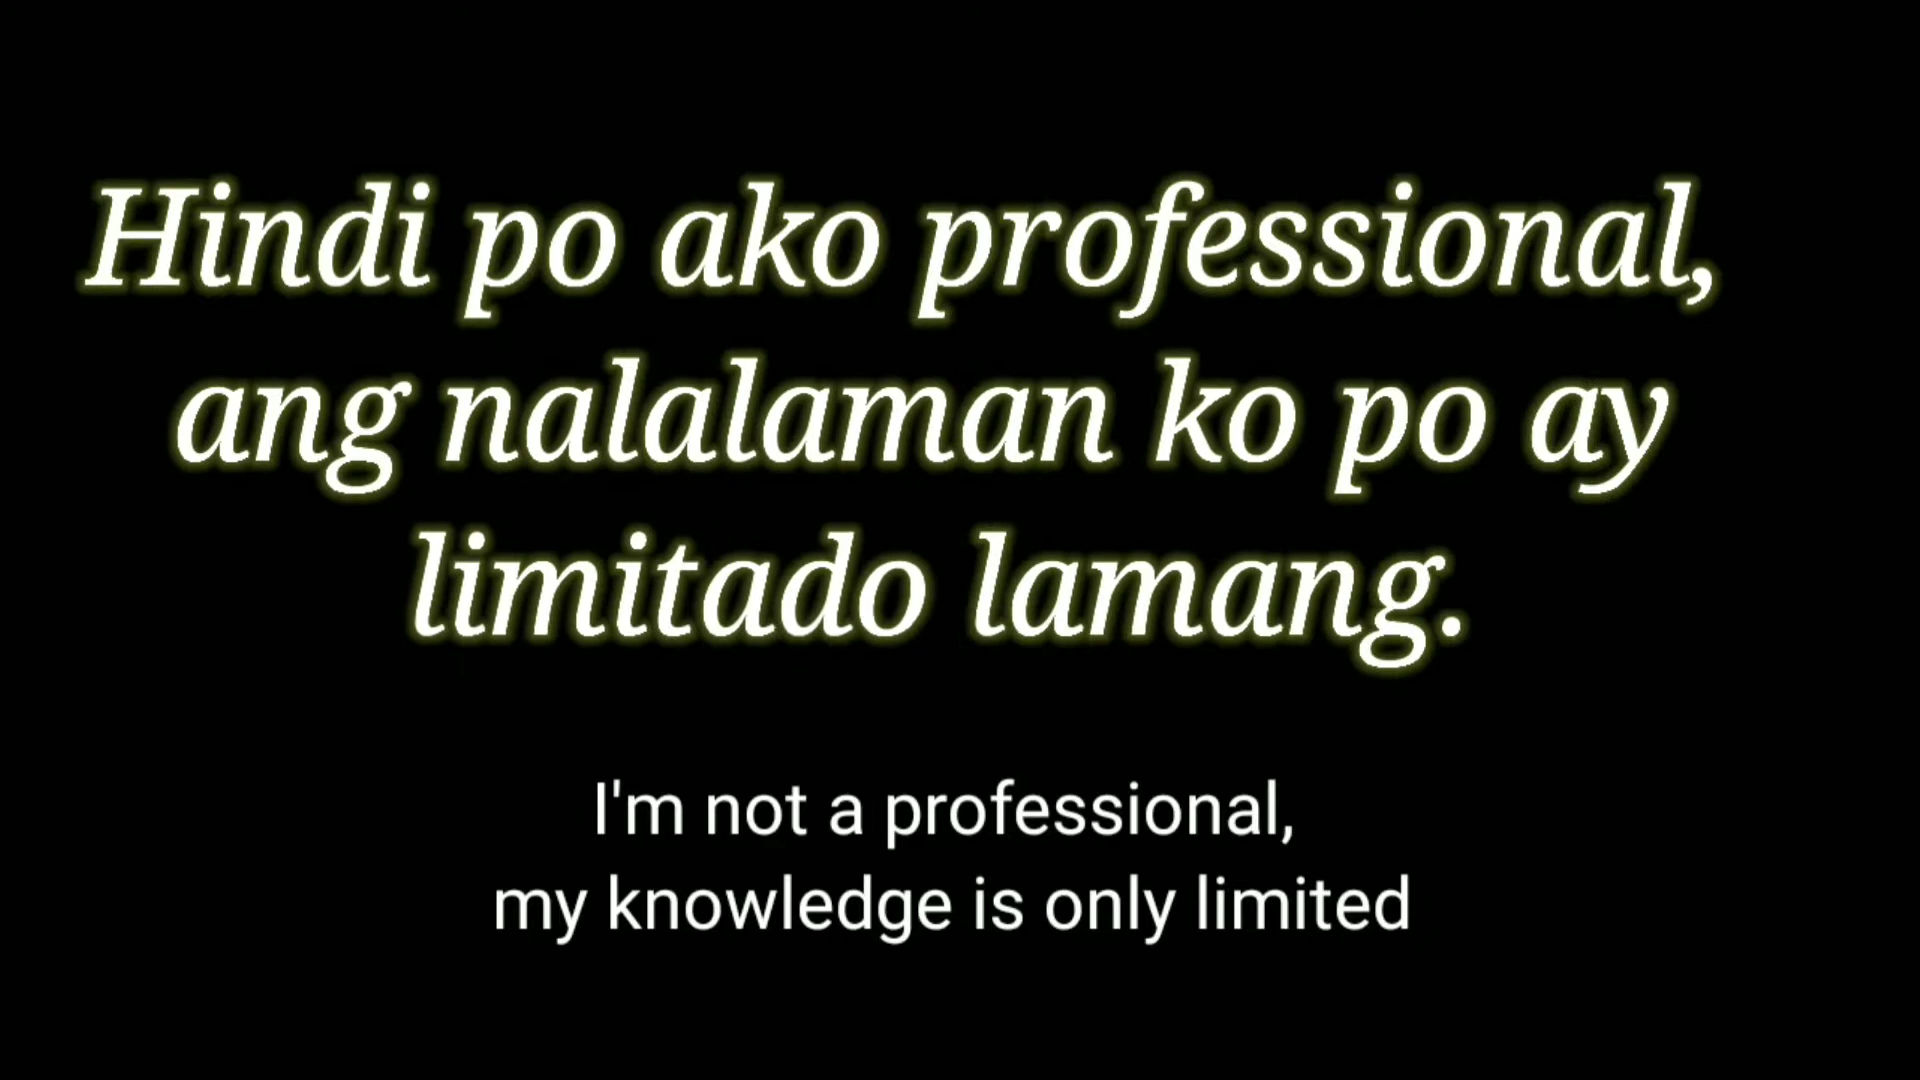 Hindi po ako professional,
ang nalalaman ko po ay
limitado lamang.
I'm not a professional,
my knowledge is only limited